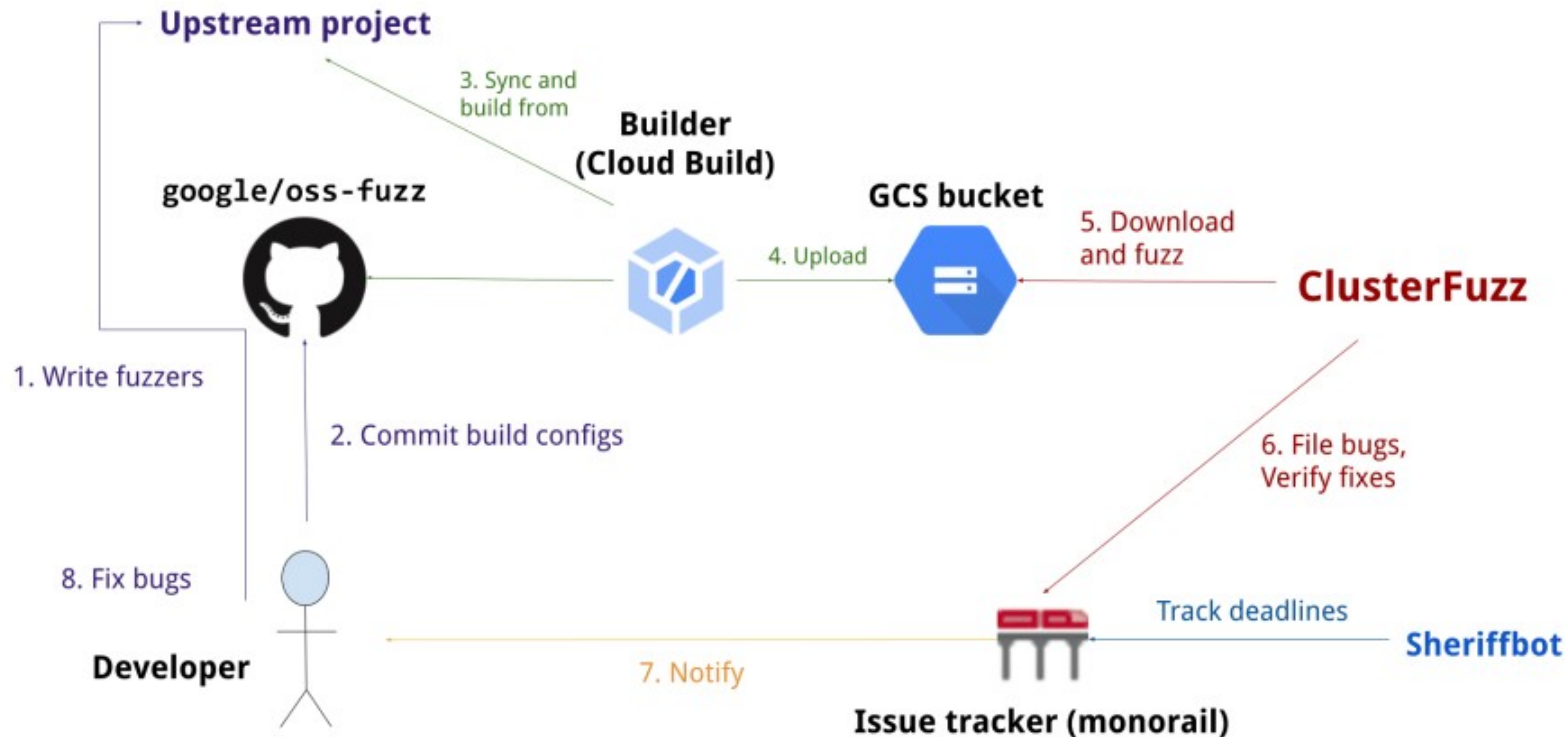 Upstream project
3. Sync and
build from
Builder
(Cloud Build)
google/oss-fuzz
GCS bucket
4. Upload
5. Download
and fuzz
ClusterFuzz
1. Write fuzzers
2. Commit build configs
6. File bugs,
Verify fixes
8. Fix bugs
Developer
7. Notify
Track deadlines
Sheriffbot
Issue tracker (monorail)